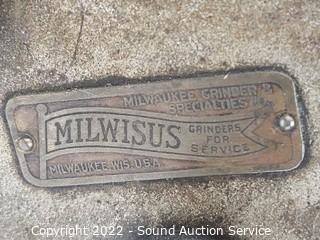 MILWAUKEE GRINDER
SPECIALTIES
MILWISUS
GRINDERS
FOR
SERVICE
MILWAUKEE, WIS. U.S.A.
Copyright 2022 - Sound Auction Service